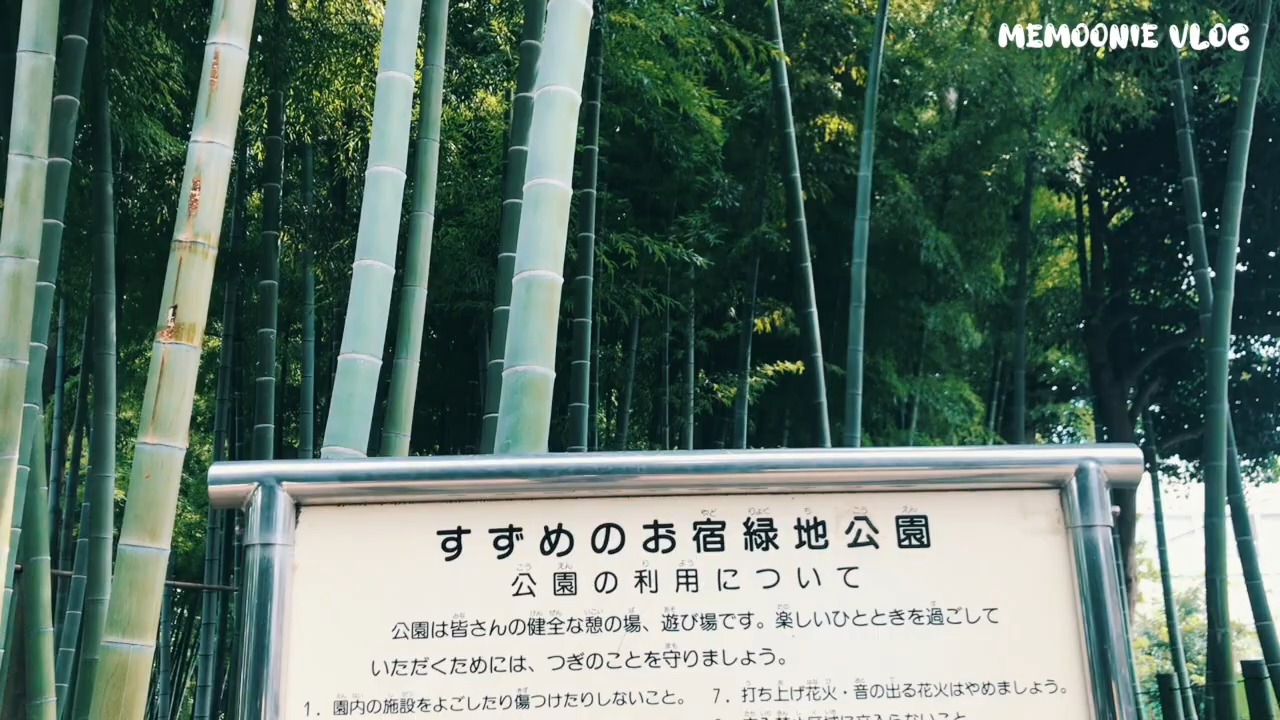 MEMOONIE VLOG
すずめのお宿緑地公園
公園の利用について
公園は皆さんの健全な憩の場、遊び場です。楽しいひとときを過ごして
いただくためには、つぎのことを守りましょう。
1. 園内の施設をよごしたり傷つけたりしないこと。
7. 打ち上げ花火・音の出る花火はやめましょう。